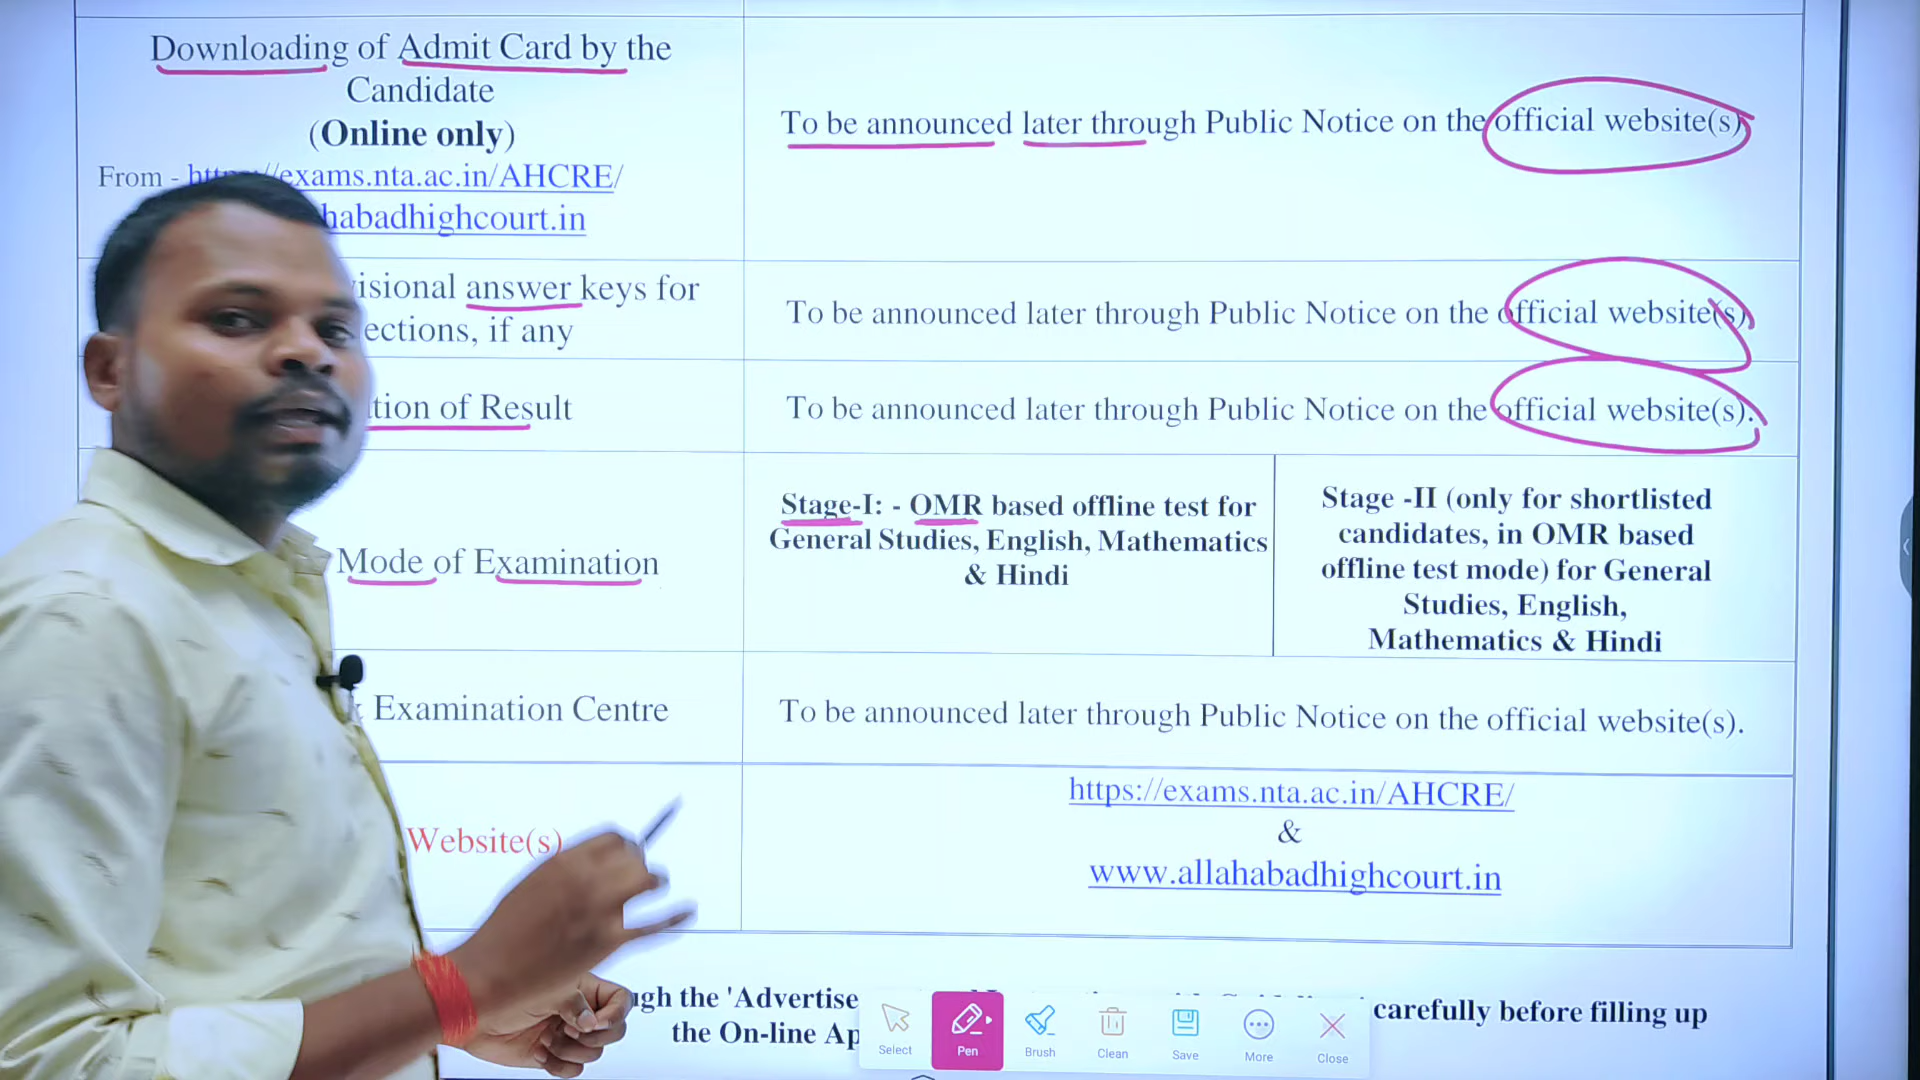 Downloading of Admit Card by the
Candidate
(Online only)
From - https://exams.nta.ac.in/AHCRE/
habadhighcourt.in
To be announced later through Public Notice on the official website(s)
visional answer keys for
ections, if any
To be announced later through Public Notice on the official website(s).
tion of Result
To be announced later through Public Notice on the official website(s).
Mode of Examination
Stage-I: - OMR based offline test for
General Studies, English, Mathematics
& Hindi
Stage -II (only for shortlisted
candidates, in OMR based
offline test mode) for General
Studies, English,
Mathematics & Hindi
Examination Centre
To be announced later through Public Notice on the official website(s).
Website(s)
https://exams.nta.ac.in/AHCRE/
&
www.allahabadhighcourt.in
ugh the 'Advertise carefully before filling up
the On-line Ap
Select
Pen
Brush
Clean
Save
More
Close